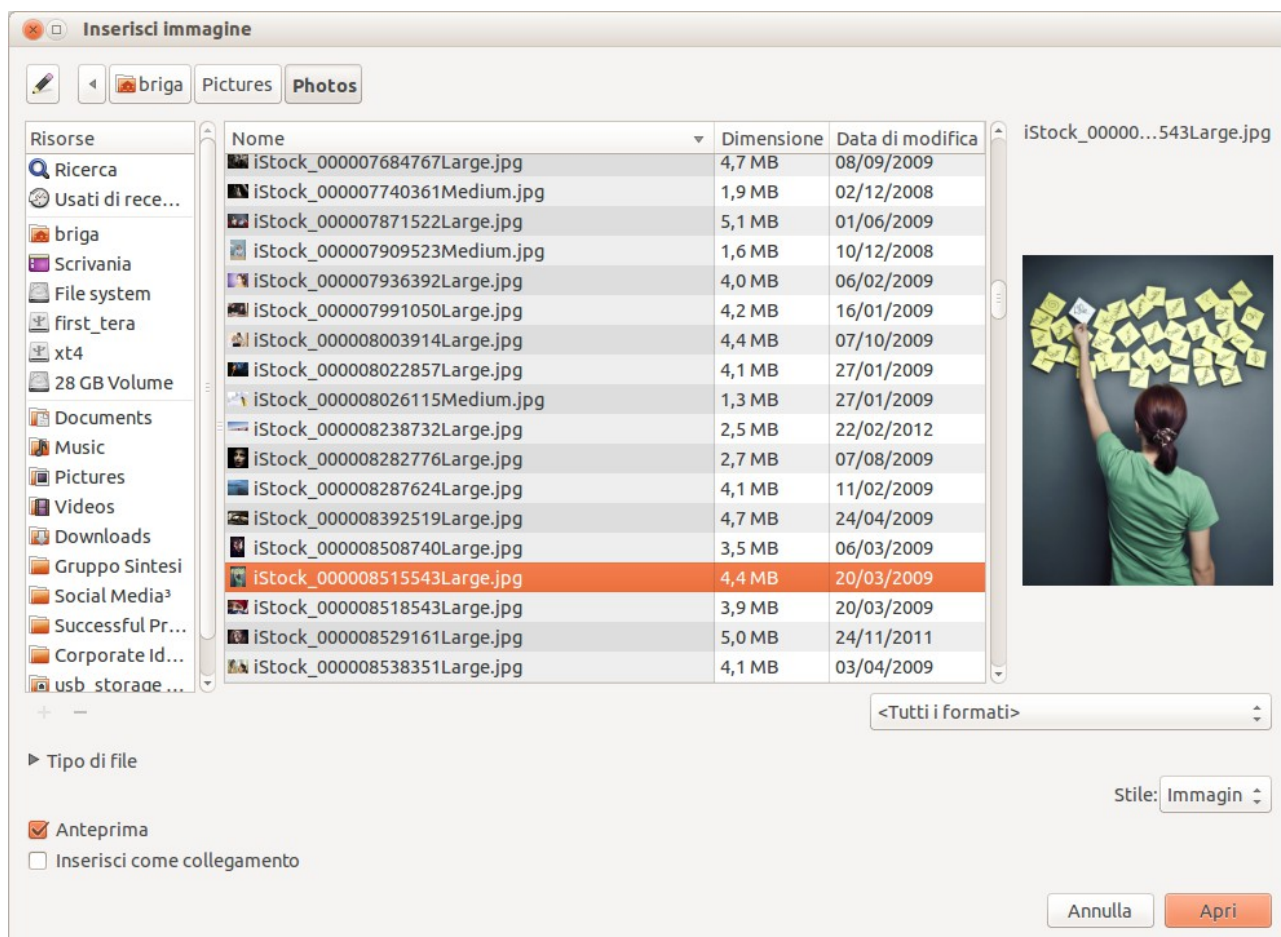 Inserisci immagine
briga Pictures Photos
Risorse
Ricerca
Usati di rece...
briga
Scrivania
File system
first_tera
xt4
28 GB Volume
Documents
Music
Pictures
Videos
Downloads
Gruppo Sintesi
Social Media³
Successful Pr...
Corporate Id...
usb_storage ...
Nome Dimensione Data di modifica
iStock_000007684767Large.jpg 4,7 MB 08/09/2009
iStock_000007740361Medium.jpg 1,9 MB 02/12/2008
iStock_000007871522Large.jpg 5,1 MB 01/06/2009
iStock_000007909523Medium.jpg 1,6 MB 10/12/2008
iStock_000007936392Large.jpg 4,0 MB 06/02/2009
iStock_000007991050Large.jpg 4,2 MB 16/01/2009
iStock_000008003914Large.jpg 4,4 MB 07/10/2009
iStock_000008022857Large.jpg 4,1 MB 27/01/2009
iStock_000008026115Medium.jpg 1,3 MB 27/01/2009
iStock_000008238732Large.jpg 2,5 MB 22/02/2012
iStock_000008282776Large.jpg 2,7 MB 07/08/2009
iStock_000008287624Large.jpg 4,1 MB 11/02/2009
iStock_000008392519Large.jpg 4,7 MB 24/04/2009
iStock_000008508740Large.jpg 3,5 MB 06/03/2009
iStock_000008515543Large.jpg 4,4 MB 20/03/2009
iStock_000008518543Large.jpg 3,9 MB 20/03/2009
iStock_000008529161Large.jpg 5,0 MB 24/11/2011
iStock_000008538351Large.jpg 4,1 MB 03/04/2009
iStock_00000...543Large.jpg
<Tutti i formati>
Tipo di file
Stile: Immagin
Anteprima
Inserisci come collegamento
Annulla Apri